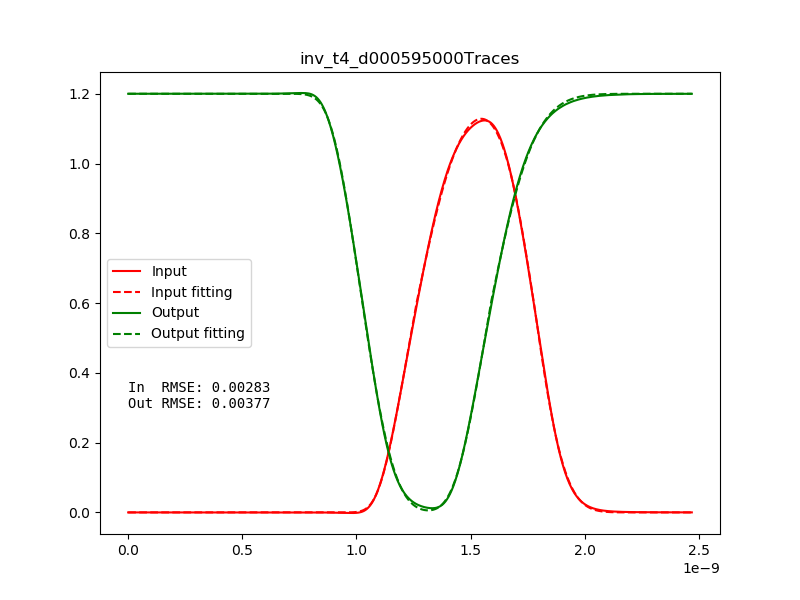 inv_t4_d000595000Traces
1.2
1.0
0.8
0.6
0.4
0.2
0.0
Input
Input fitting
Output
Output fitting
In  RMSE: 0.00283
Out RMSE: 0.00377
0.0 0.5 1.0 1.5 2.0 2.5
1e−9